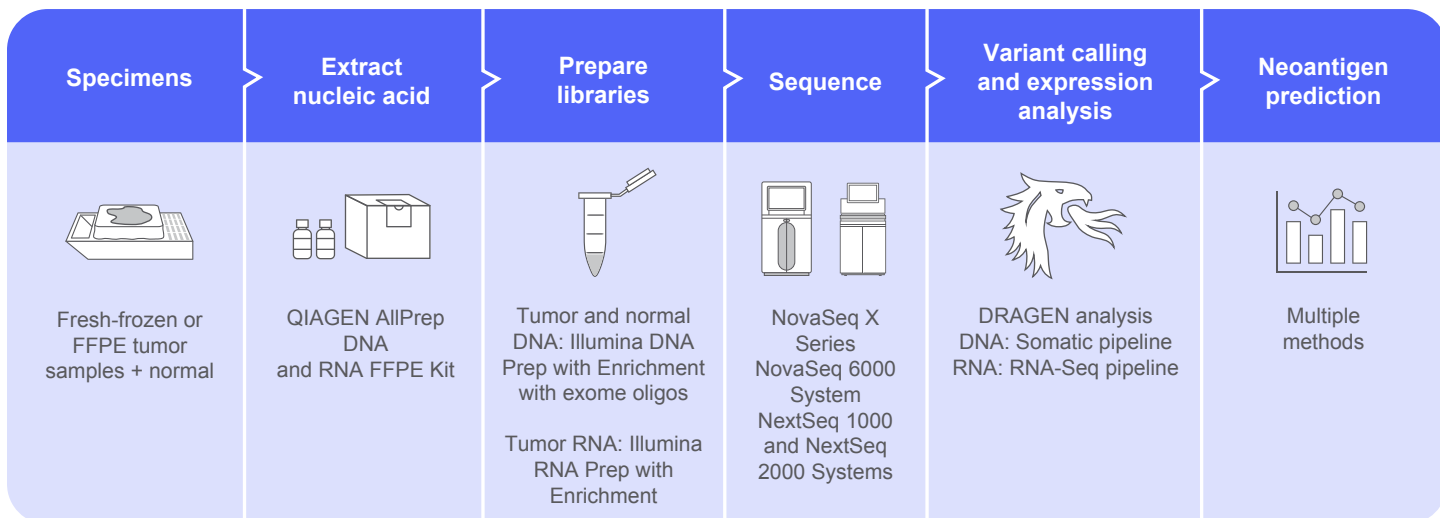 Specimens
Extract
nucleic acid
Prepare
libraries
Sequence
Variant calling
and expression
analysis
Neoantigen
prediction
Fresh-frozen or
FFPE tumor
samples + normal
QIAGEN AllPrep
DNA
and RNA FFPE Kit
Tumor and normal
DNA: Illumina DNA
Prep with Enrichment
with exome oligos
Tumor RNA: Illumina
RNA Prep with
Enrichment
NovaSeq X
Series
NovaSeq 6000
System
NextSeq 1000
and NextSeq
2000 Systems
DRAGEN analysis
DNA: Somatic pipeline
RNA: RNA-Seq pipeline
Multiple
methods